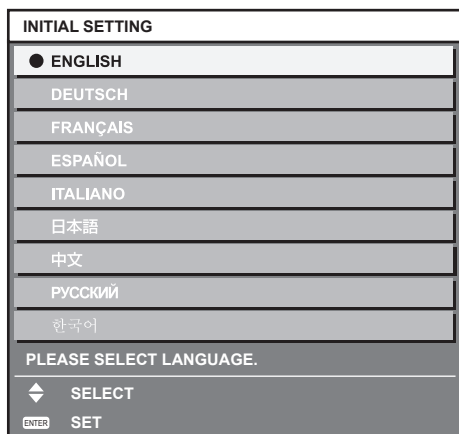 INITIAL SETTING
ENGLISH
DEUTSCH
FRANÇAIS
ESPAÑOL
ITALIANO
日本語
中文
РУССКИЙ
한국어
PLEASE SELECT LANGUAGE.
SELECT
ENTER SET